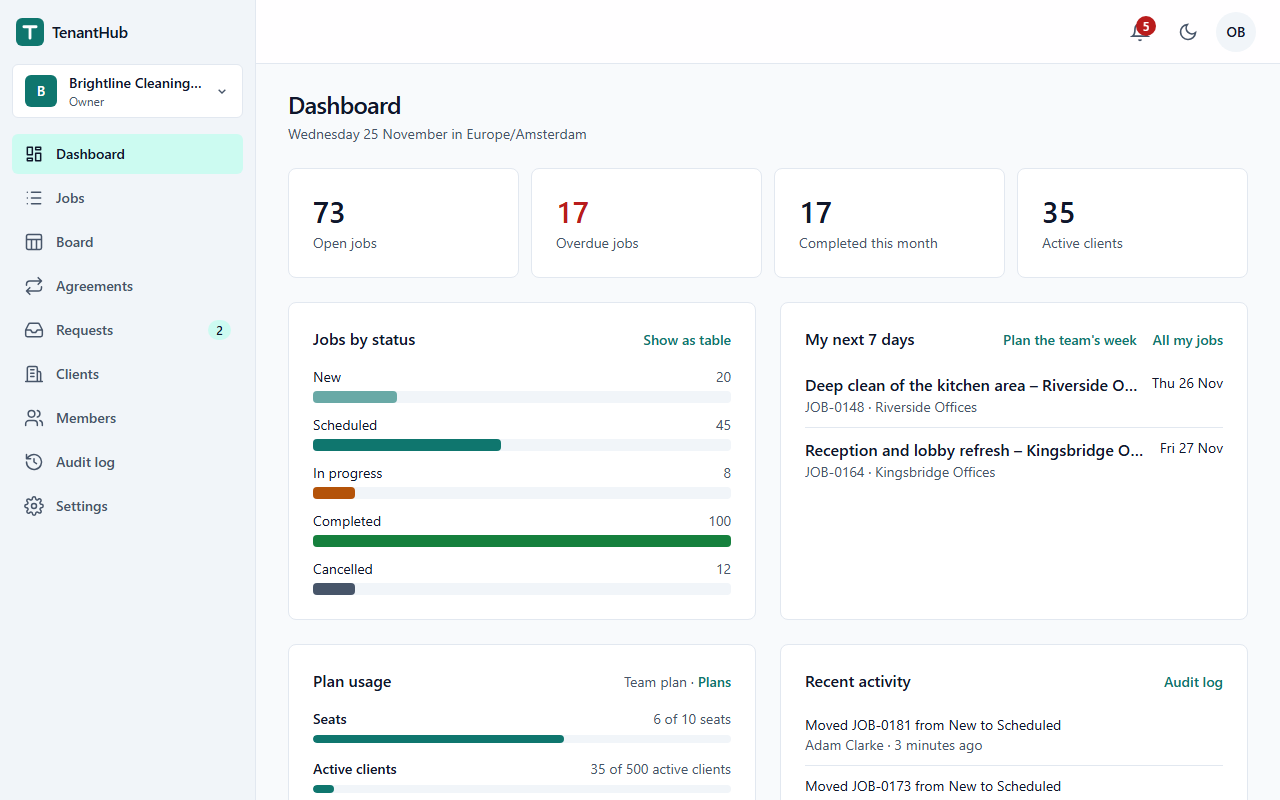 TenantHub
B
Brightline Cleaning...
Owner
Dashboard
Jobs
Board
Agreements
Requests
2
Clients
Members
Audit log
Settings
5
OB
Dashboard
Wednesday 25 November in Europe/Amsterdam
73
Open jobs
17
Overdue jobs
17
Completed this month
35
Active clients
Jobs by status
Show as table
New
20
Scheduled
45
In progress
8
Completed
100
Cancelled
12
My next 7 days
Plan the team's week
All my jobs
Deep clean of the kitchen area – Riverside O...
Thu 26 Nov
JOB-0148 · Riverside Offices
Reception and lobby refresh – Kingsbridge O...
Fri 27 Nov
JOB-0164 · Kingsbridge Offices
Plan usage
Team plan · Plans
Seats
6 of 10 seats
Active clients
35 of 500 active clients
Recent activity
Audit log
Moved JOB-0181 from New to Scheduled
Adam Clarke · 3 minutes ago
Moved JOB-0173 from New to Scheduled